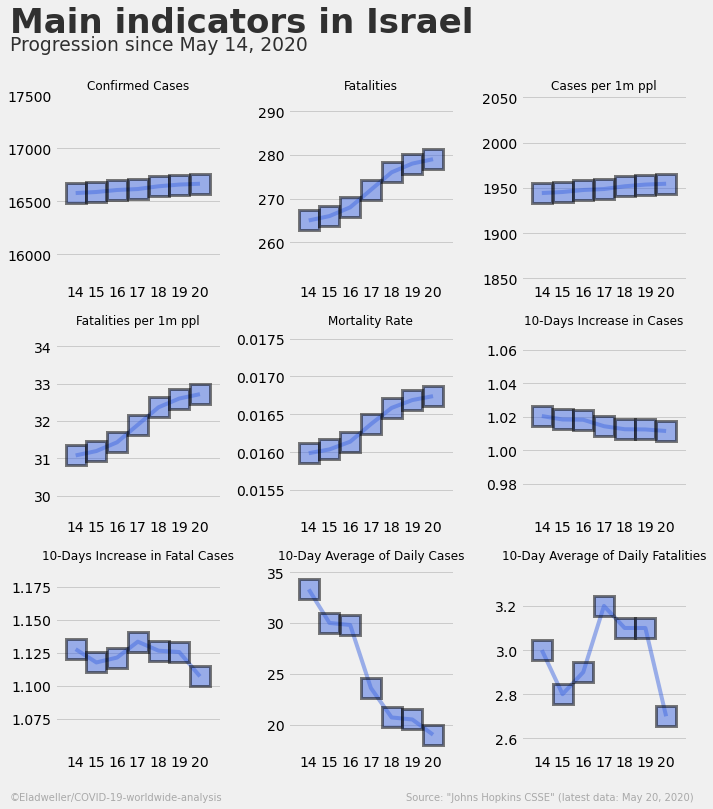 Main indicators in Israel
Progression since May 14, 2020
Confirmed Cases
17500
17000
16500
16000
14 15 16 17 18 19 20
Fatalities
290
280
270
260
14 15 16 17 18 19 20
Cases per 1m ppl
2050
2000
1950
1900
1850
14 15 16 17 18 19 20
Fatalities per 1m ppl
34
33
32
31
30
14 15 16 17 18 19 20
Mortality Rate
0.0175
0.0170
0.0165
0.0160
0.0155
14 15 16 17 18 19 20
10-Days Increase in Cases
1.06
1.04
1.02
1.00
0.98
14 15 16 17 18 19 20
10-Days Increase in Fatal Cases
1.175
1.150
1.125
1.100
1.075
14 15 16 17 18 19 20
10-Day Average of Daily Cases
35
30
25
20
14 15 16 17 18 19 20
10-Day Average of Daily Fatalities
3.2
3.0
2.8
2.6
14 15 16 17 18 19 20
©Eladweller/COVID-19-worldwide-analysis
Source: "Johns Hopkins CSSE" (latest data: May 20, 2020)